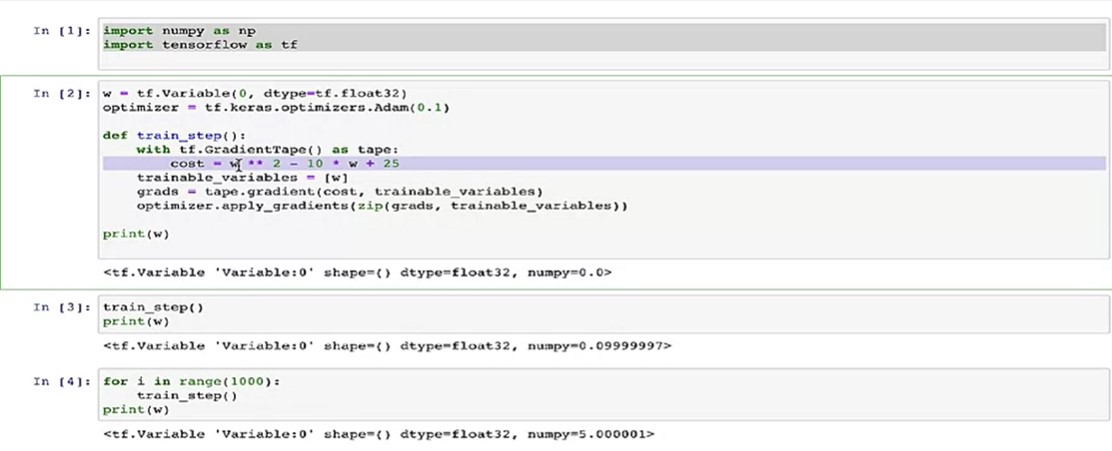 In [1]: import numpy as np
import tensorflow as tf
In [2]: w = tf.Variable(0, dtype=tf.float32)
optimizer = tf.keras.optimizers.Adam(0.1)
def train_step():
    with tf.GradientTape() as tape:
        cost = w ** 2 - 10 * w + 25
    trainable_variables = [w]
    grads = tape.gradient(cost, trainable_variables)
    optimizer.apply_gradients(zip(grads, trainable_variables))
print(w)
<tf.Variable 'Variable:0' shape=() dtype=float32, numpy=0.0>
In [3]: train_step()
print(w)
<tf.Variable 'Variable:0' shape=() dtype=float32, numpy=0.09999997>
In [4]: for i in range(1000):
    train_step()
print(w)
<tf.Variable 'Variable:0' shape=() dtype=float32, numpy=5.000001>